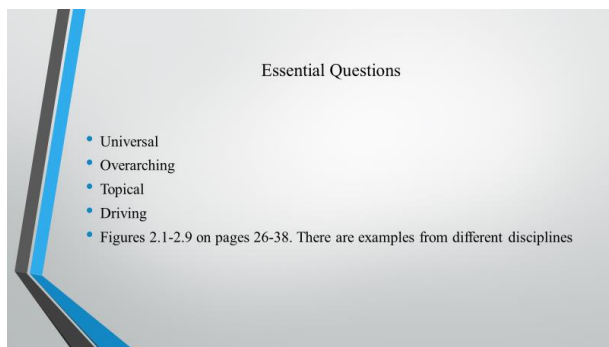 Essential Questions
• Universal
• Overarching
• Topical
• Driving
• Figures 2.1-2.9 on pages 26-38. There are examples from different disciplines